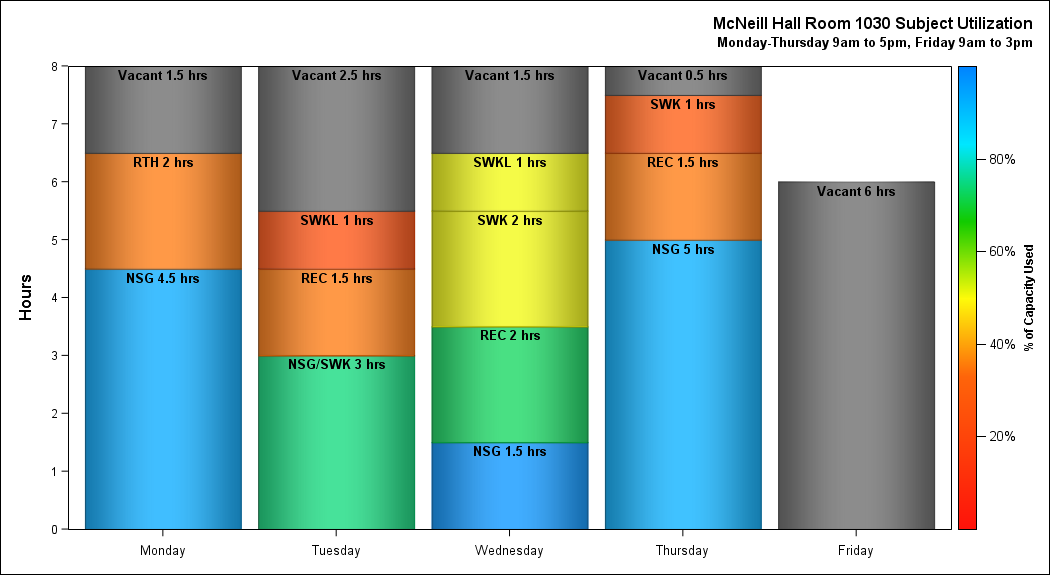 McNeill Hall Room 1030 Subject Utilization
Monday-Thursday 9am to 5pm, Friday 9am to 3pm
Hours
8
7
6
5
4
3
2
1
0
Vacant 1.5 hrs
RTH 2 hrs
NSG 4.5 hrs
Monday
Vacant 2.5 hrs
SWKL 1 hrs
REC 1.5 hrs
NSG/SWK 3 hrs
Tuesday
Vacant 1.5 hrs
SWKL 1 hrs
SWK 2 hrs
REC 2 hrs
NSG 1.5 hrs
Wednesday
Vacant 0.5 hrs
SWK 1 hrs
REC 1.5 hrs
NSG 5 hrs
Thursday
Vacant 6 hrs
Friday
80%
60%
40%
20%
% of Capacity Used